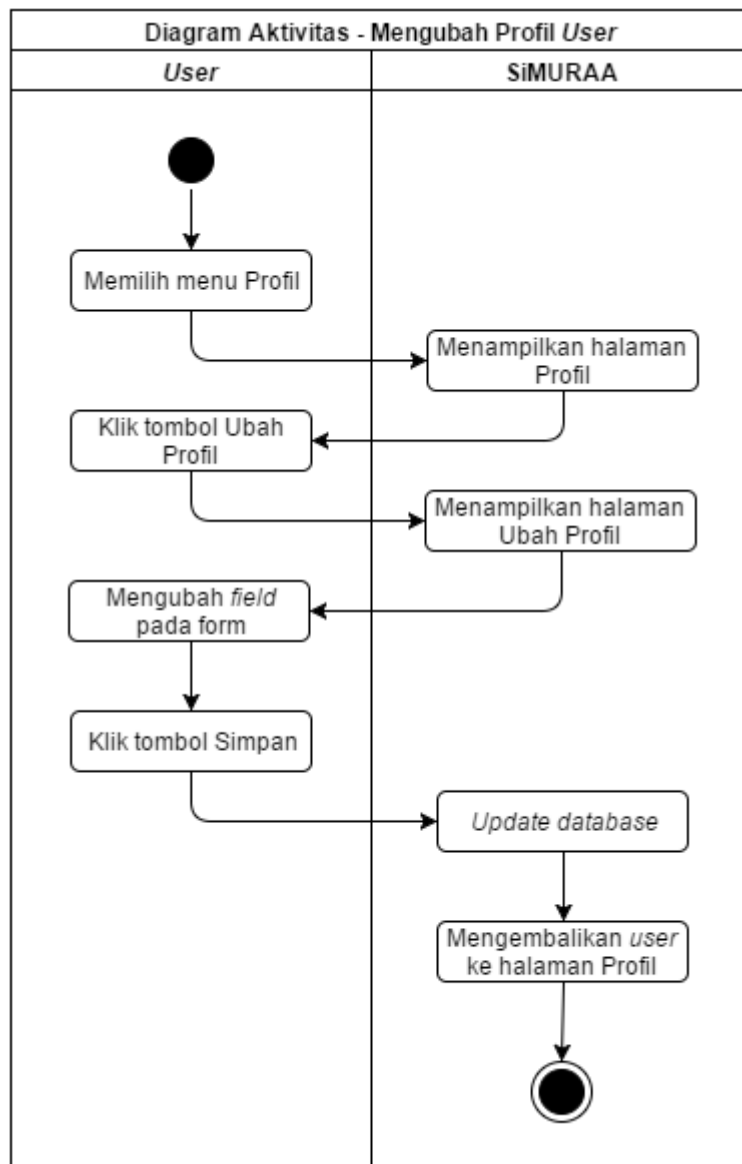 Diagram Aktivitas - Mengubah Profil User
User
SiMURAA
Memilih menu Profil
Menampilkan halaman
Profil
Klik tombol Ubah
Profil
Menampilkan halaman
Ubah Profil
Mengubah field
pada form
Klik tombol Simpan
Update database
Mengembalikan user
ke halaman Profil